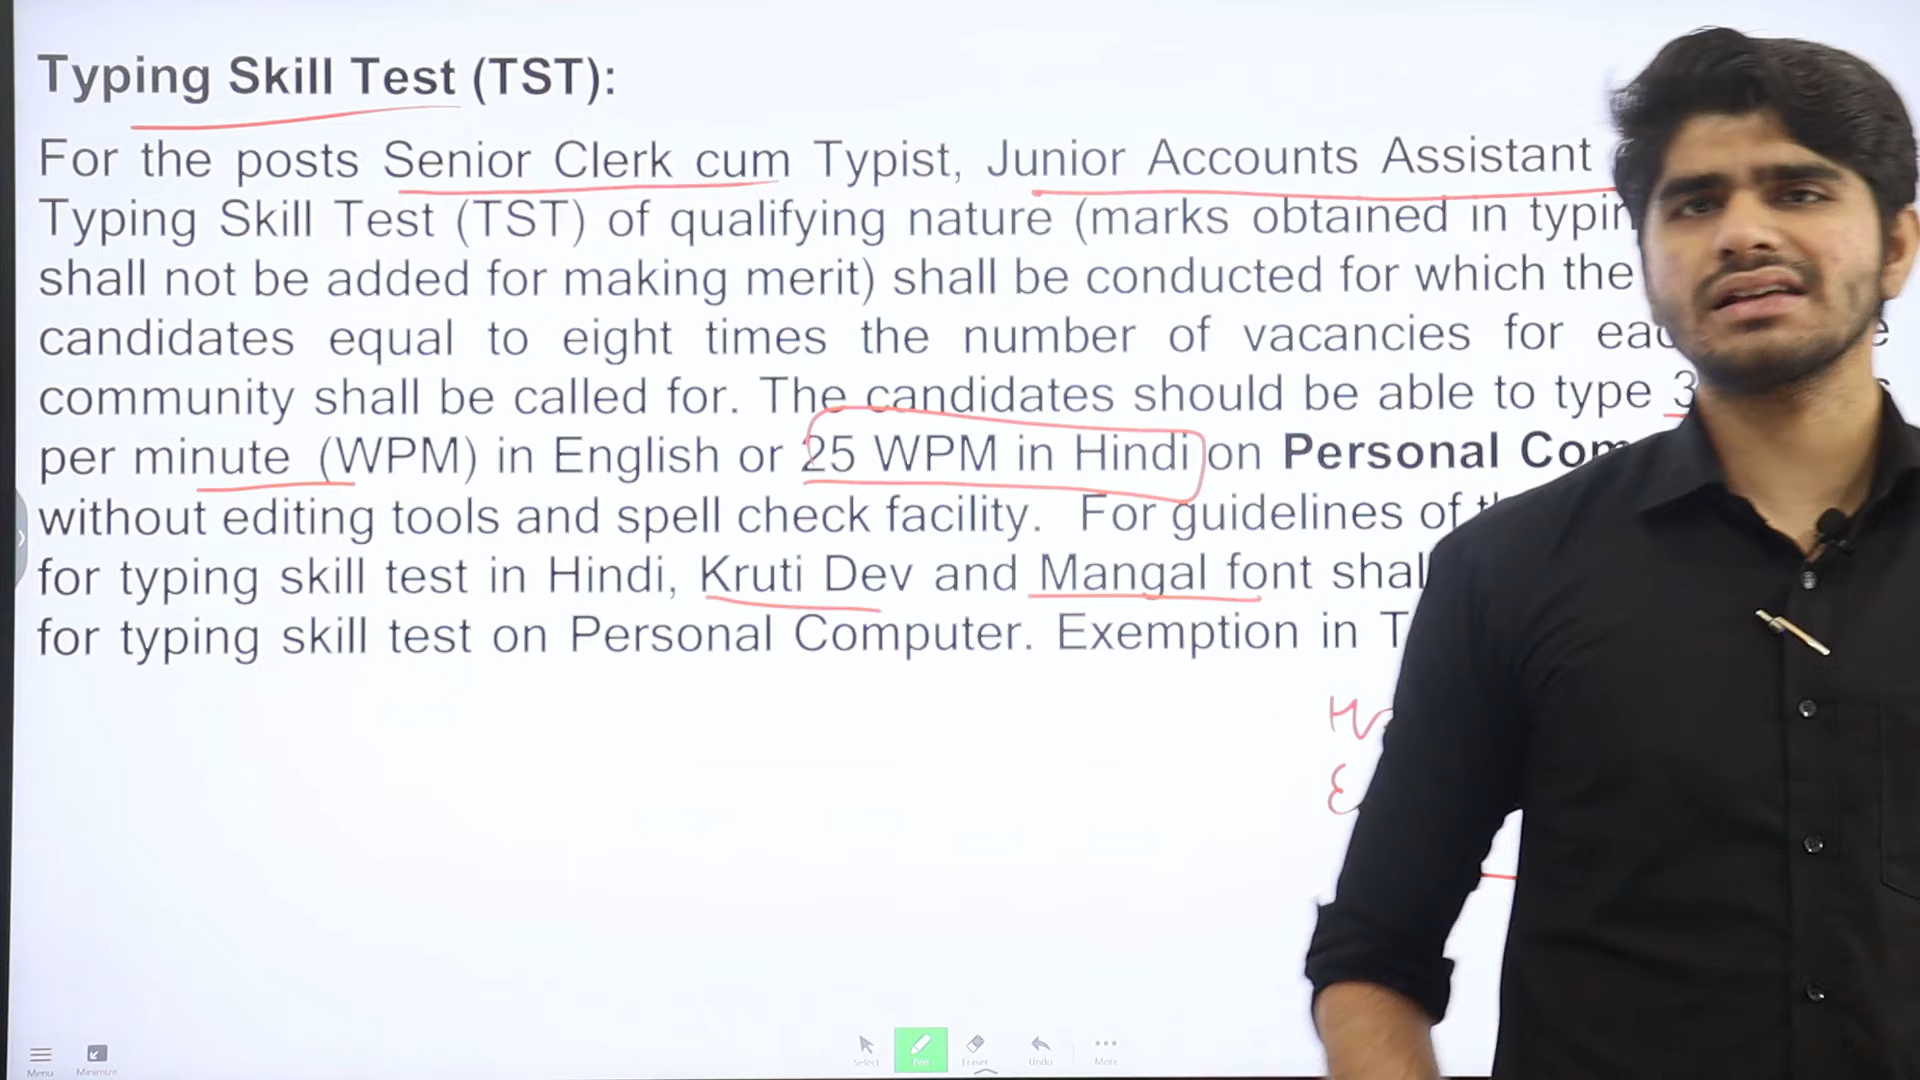 Typing Skill Test (TST):
For the posts Senior Clerk cum Typist, Junior Accounts Assistant
Typing Skill Test (TST) of qualifying nature (marks obtained in
shall not be added for making merit) shall be conducted for which the
candidates equal to eight times the number of vacancies for
community shall be called for. The candidates should be able to type
per minute (WPM) in English or 25 WPM in Hindi on Personal
without editing tools and spell check facility. For guidelines of
for typing skill test in Hindi, Kruti Dev and Mangal font
for typing skill test on Personal Computer. Exemption in
Menu
Minimize
Select
Pen
Eraser
Undo
More